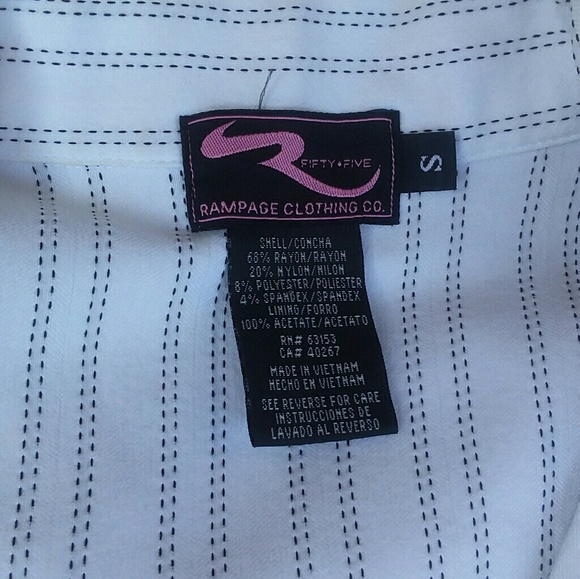 FIFTY♦FIVE
RAMPAGE CLOTHING CO.
S
SHELL/CONCHA
68% RAYON/RAYON
20% NYLON/NILON
8% POLYESTER/POLIESTER
4% SPANDEX/SPANDEX
LINING/FORRO
100% ACETATE/ACETATO
RN# 63153
CA# 40267
MADE IN VIETNAM
HECHO EN VIETNAM
SEE REVERSE FOR CARE
INSTRUCCIONES DE
LAVADO AL REVERSO